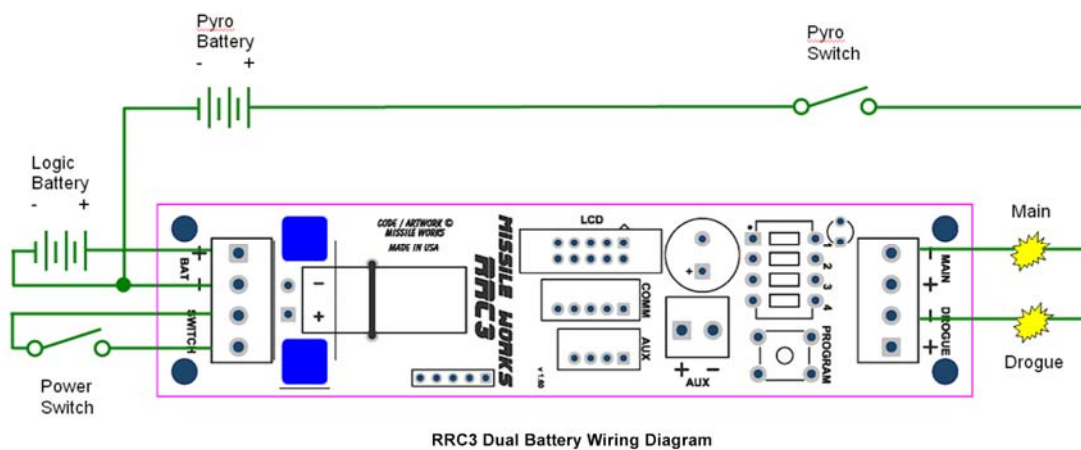 Pyro
Battery
- +
Pyro
Switch
Logic
Battery
- +
CODE / ARTWORK ©
MISSILE WORKS
MADE IN USA
MISSILE WORKS
RRC3
LCD
Main
+
BAT
-
SWITCH
-
+
COMM
AUX
+
1
2
3
4
- MAIN
+
- DROGUE
+
PROGRAM
+ -
AUX
v 1.60
Power
Switch
Drogue
RRC3 Dual Battery Wiring Diagram